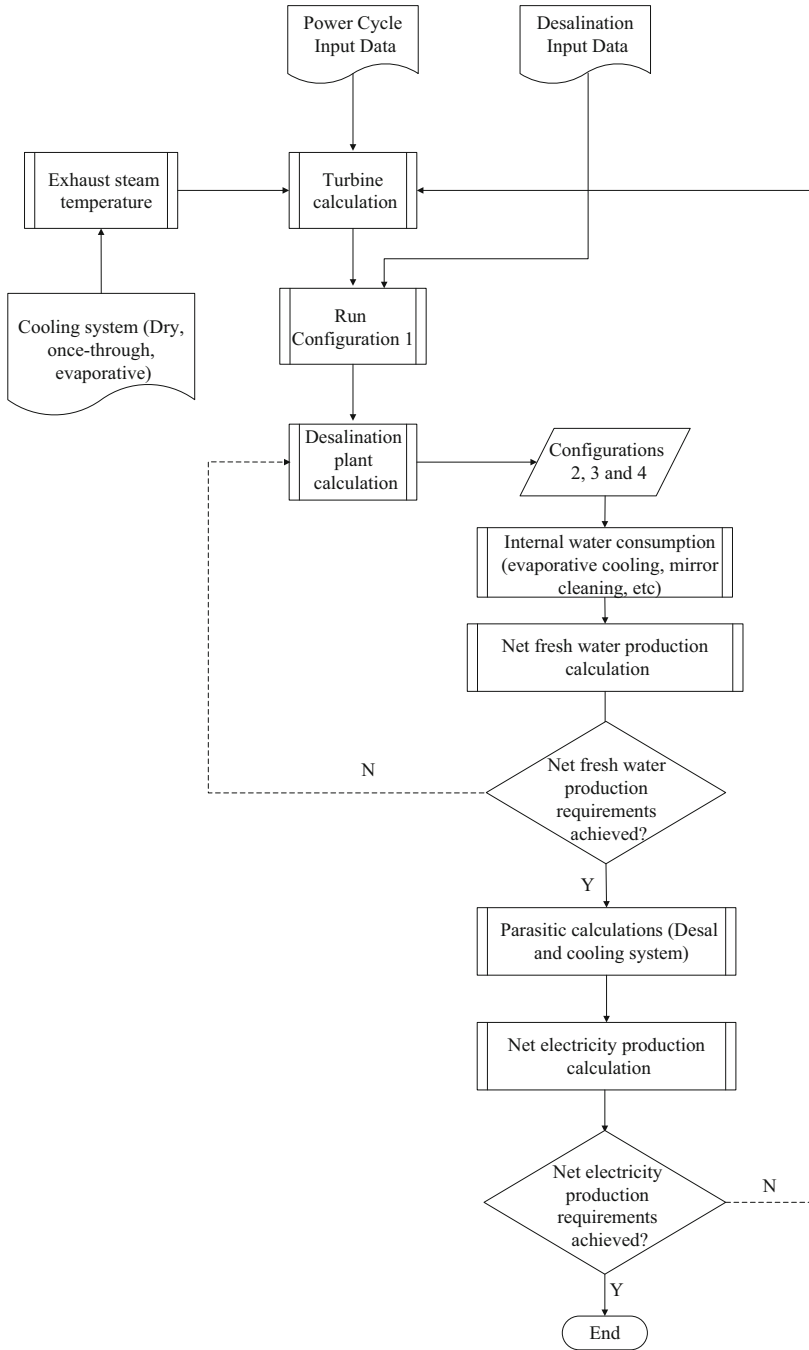 Power Cycle
Input Data
Desalination
Input Data
Exhaust steam
temperature
Turbine
calculation
Cooling system (Dry,
once-through,
evaporative)
Run
Configuration 1
Desalination
plant
calculation
Configurations
2, 3 and 4
Internal water consumption
(evaporative cooling, mirror
cleaning, etc)
Net fresh water production
calculation
N
Net fresh water
production
requirements
achieved?
Y
Parasitic calculations (Desal
and cooling system)
Net electricity production
calculation
Net electricity
production
requirements
achieved?
N
Y
End